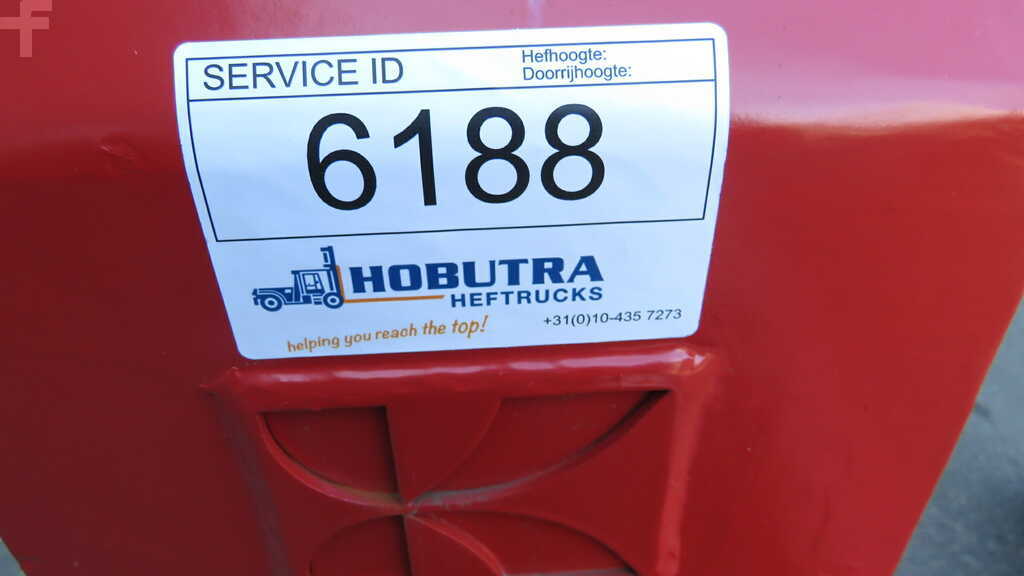 SERVICE ID
Hefhoogte:
Doorrijhoogte:
6188
HOBUTRA
HEFTRUCKS
helping you reach the top!
+31(0)10-435 7273